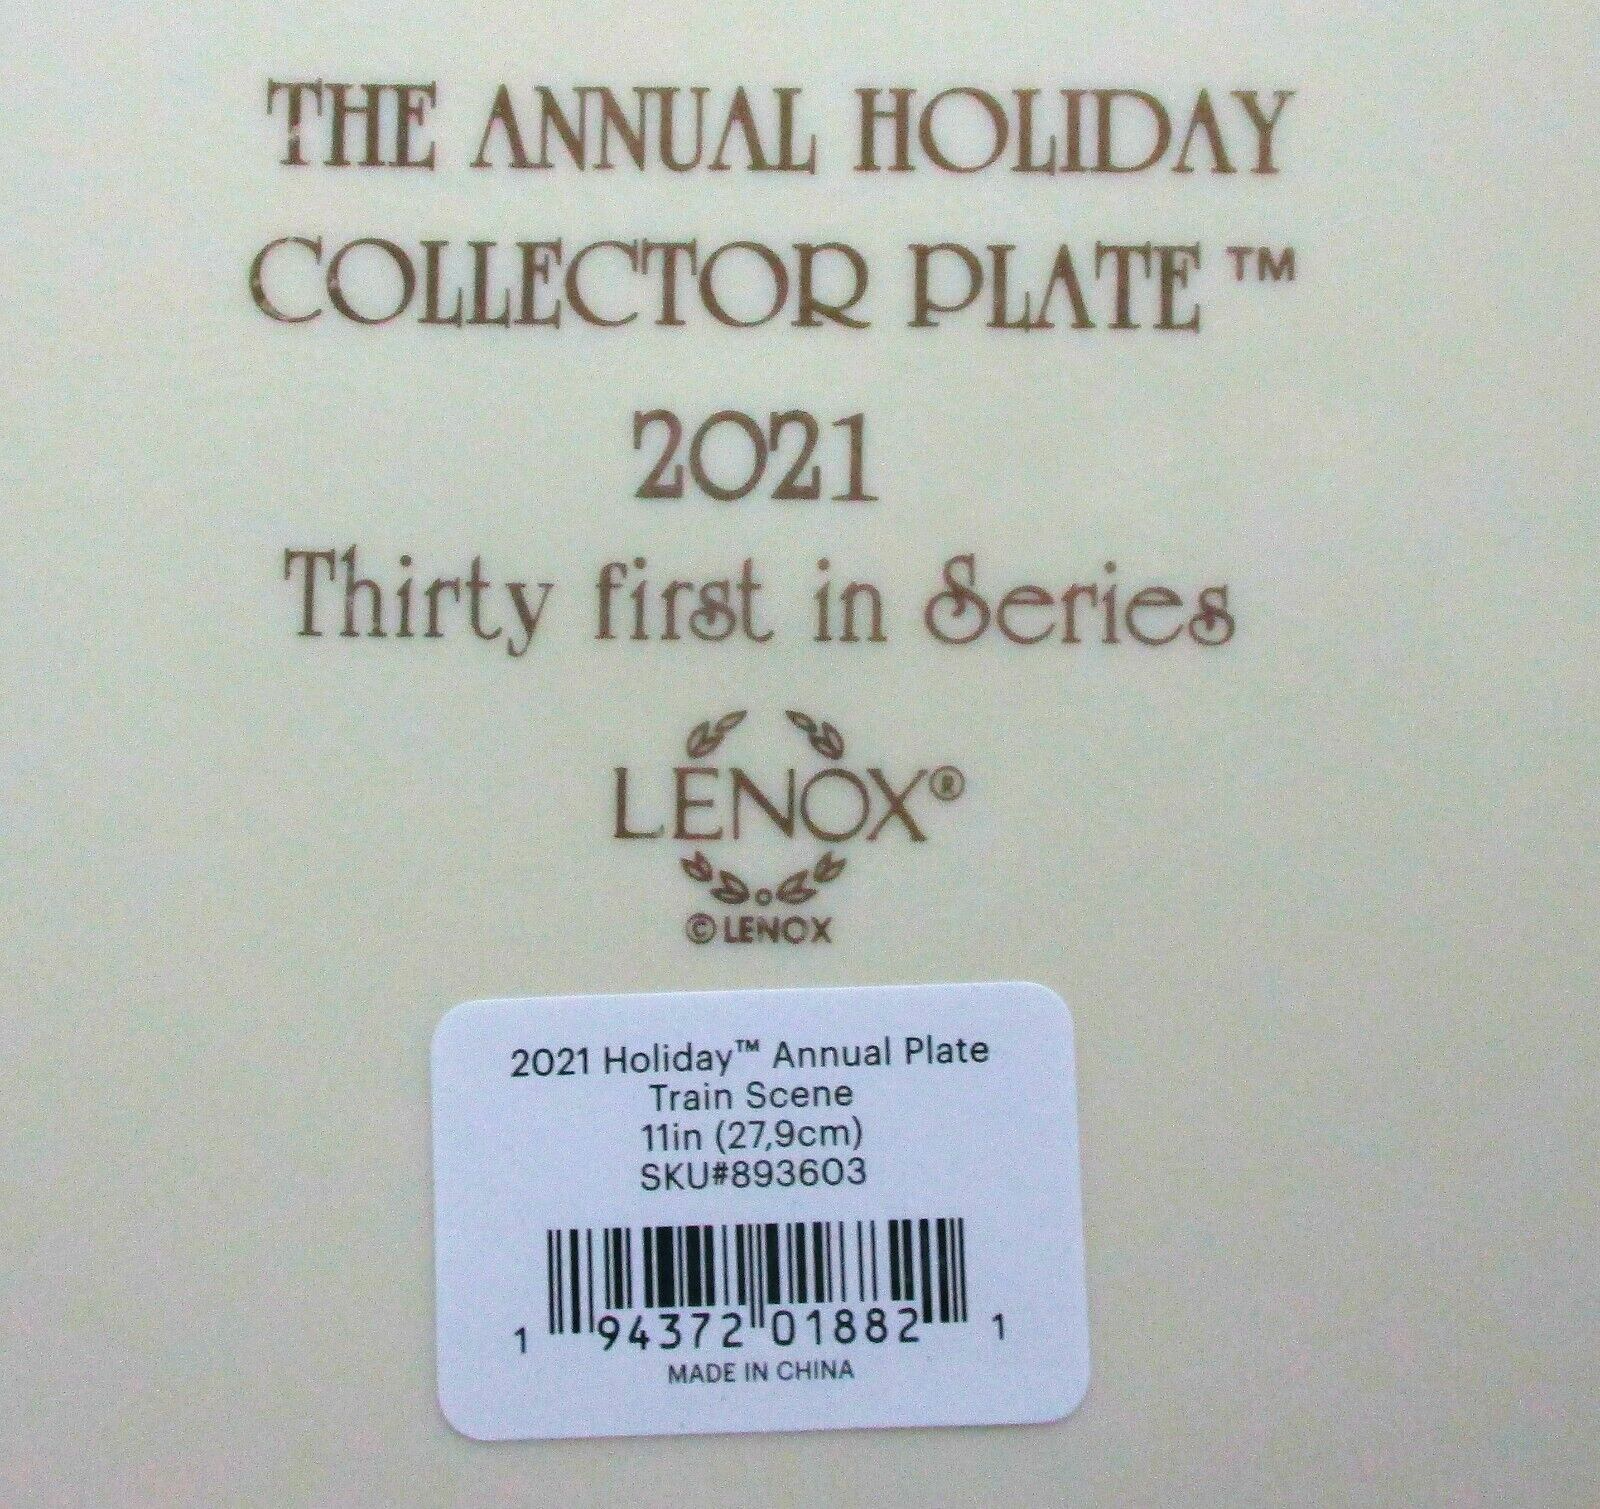 THE ANNUAL HOLIDAY
COLLECTOR PLATE™
2021
Thirty first in Series
LENOX®
© LENOX
2021 Holiday™ Annual Plate
Train Scene
11in (27,9cm)
SKU#893603
1 94372 01882 1
MADE IN CHINA